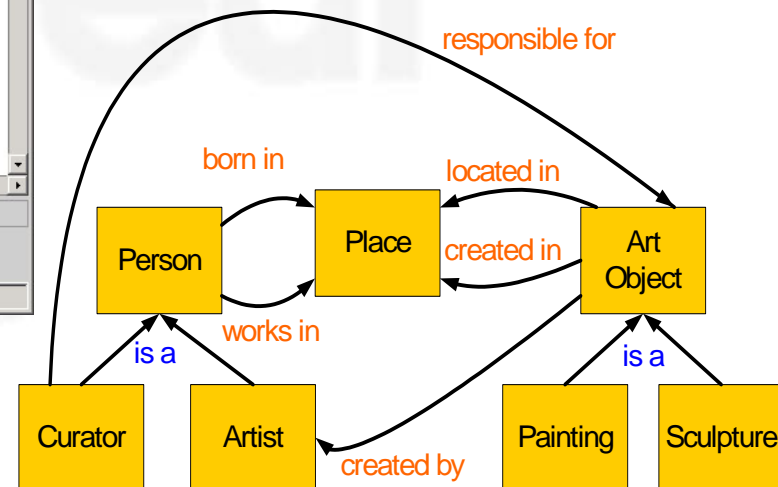 responsible for
born in
located in
Person
Place
created in
Art
Object
works in
is a
is a
Curator
Artist
Painting
Sculpture
created by